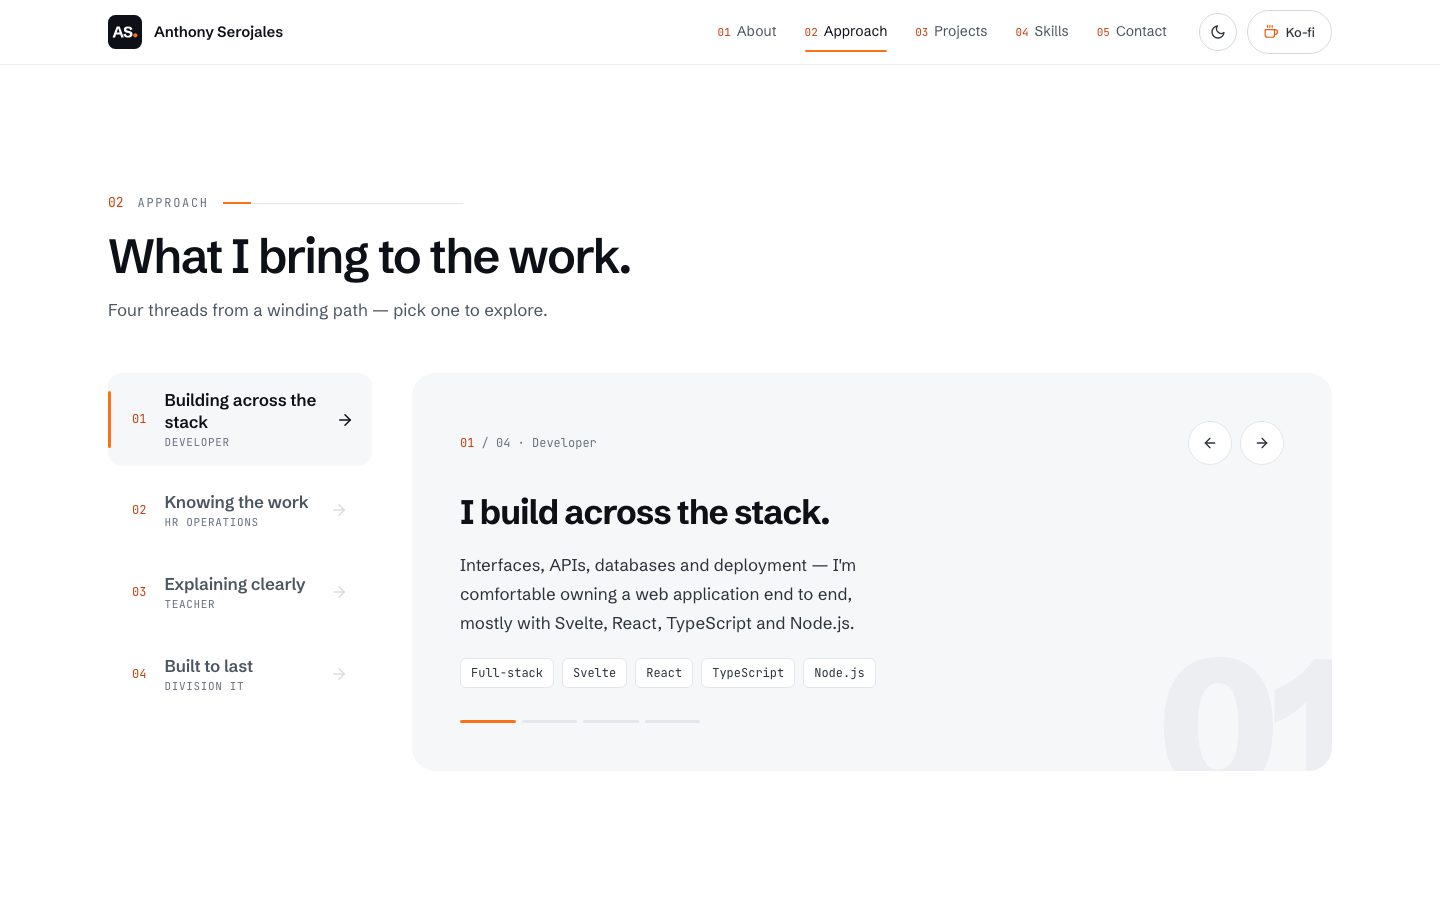 AS. Anthony Serojales
01 About 02 Approach 03 Projects 04 Skills 05 Contact Ko-fi
02 APPROACH
What I bring to the work.
Four threads from a winding path — pick one to explore.
01 Building across the
stack
DEVELOPER
02 Knowing the work
HR OPERATIONS
03 Explaining clearly
TEACHER
04 Built to last
DIVISION IT
01 / 04 · Developer
I build across the stack.
Interfaces, APIs, databases and deployment — I'm
comfortable owning a web application end to end,
mostly with Svelte, React, TypeScript and Node.js.
Full-stack Svelte React TypeScript Node.js
01